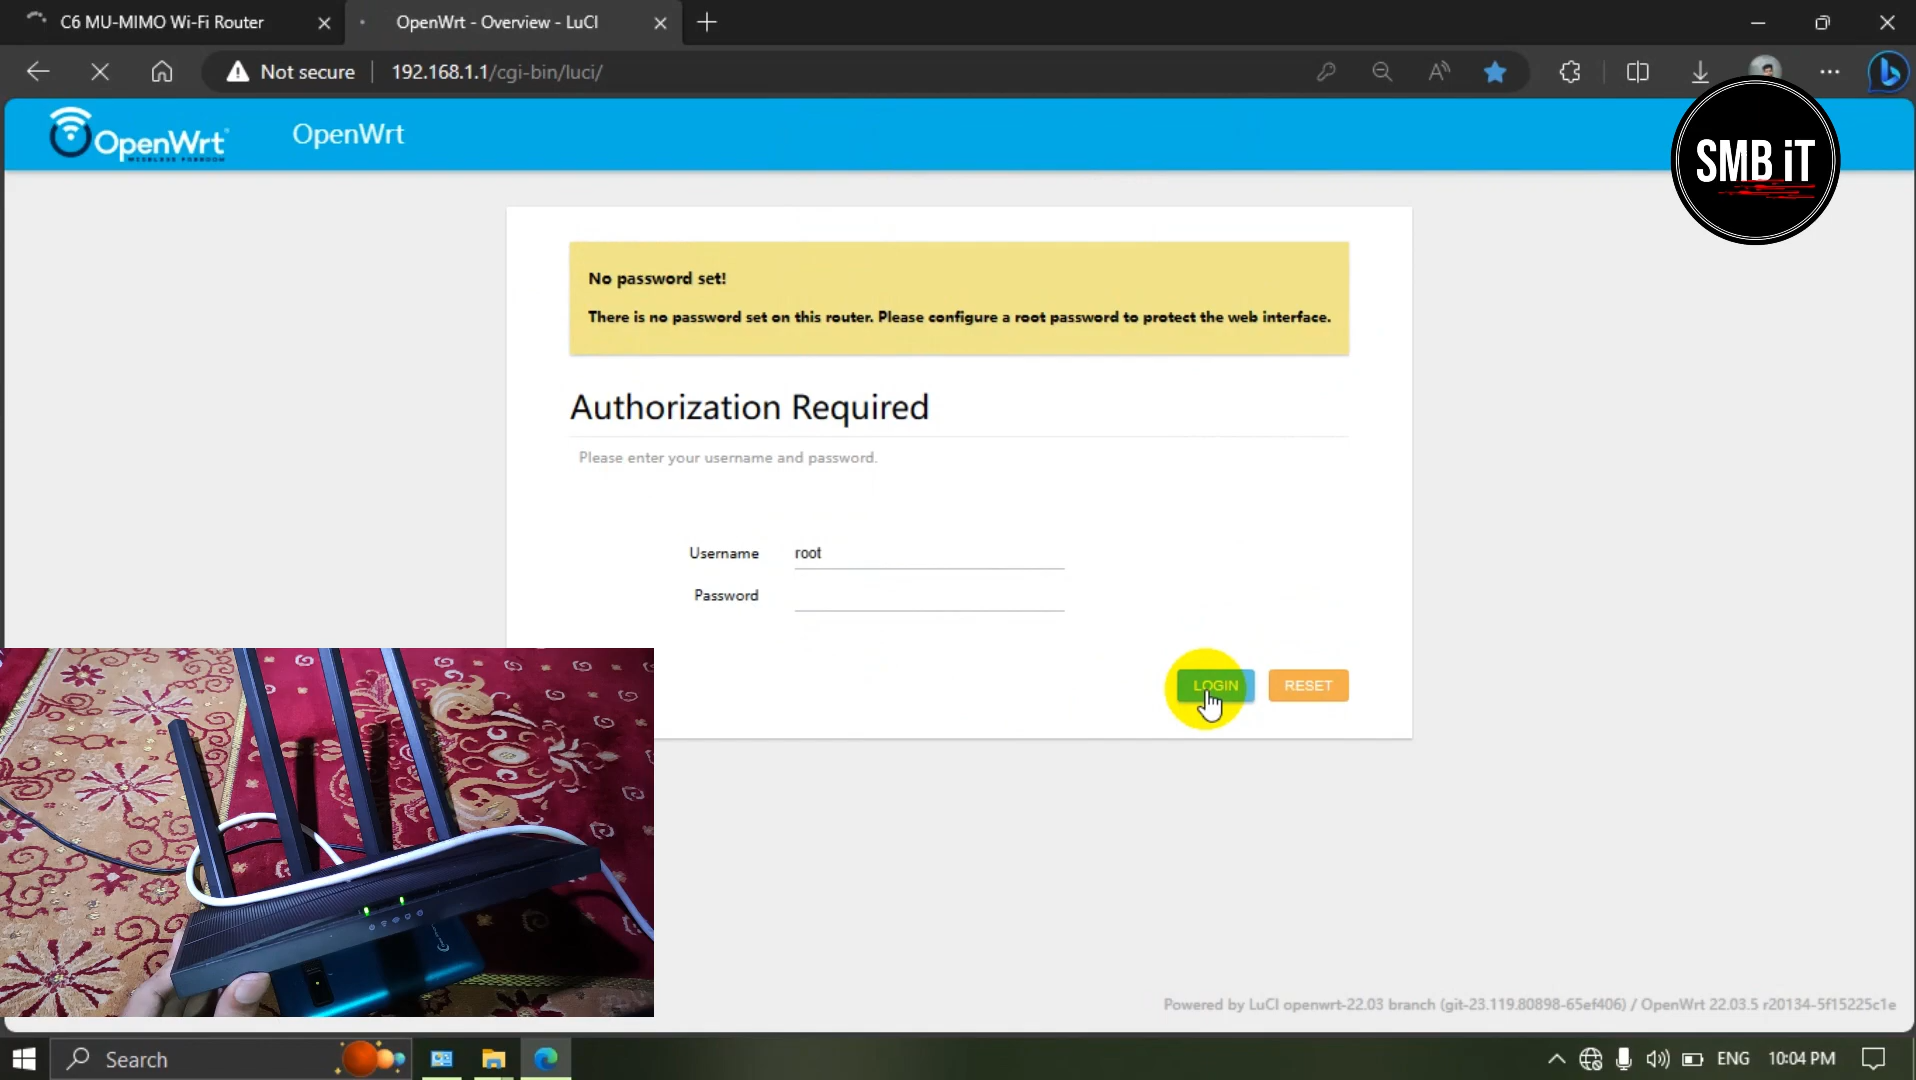 C6 MU-MIMO Wi-Fi Router
OpenWrt - Overview - LuCI
Not secure
192.168.1.1/cgi-bin/luci/
OpenWrt
OpenWrt
SMB iT
No password set!
There is no password set on this router. Please configure a root password to protect the web interface.
Authorization Required
Please enter your username and password.
Username root
Password
LOGIN RESET
Powered by LuCI openwrt-22.03 branch (git-23.119.80898-65ef406) / OpenWrt 22.03.5 r20134-5f15225c1e
Search
ENG 10:04 PM